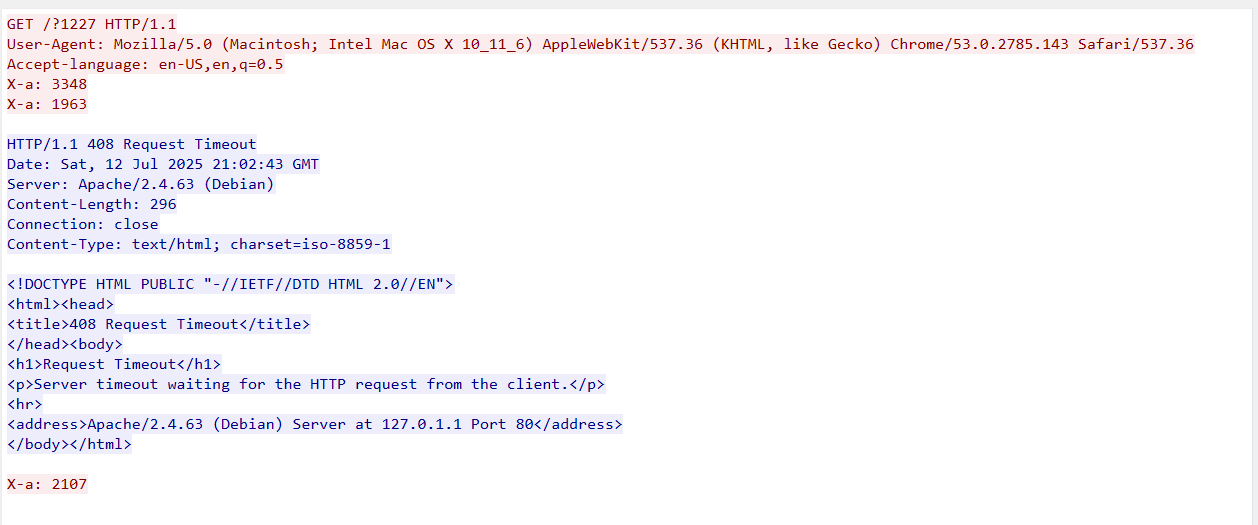 GET /?1227 HTTP/1.1
User-Agent: Mozilla/5.0 (Macintosh; Intel Mac OS X 10_11_6) AppleWebKit/537.36 (KHTML, like Gecko) Chrome/53.0.2785.143 Safari/537.36
Accept-language: en-US,en,q=0.5
X-a: 3348
X-a: 1963
HTTP/1.1 408 Request Timeout
Date: Sat, 12 Jul 2025 21:02:43 GMT
Server: Apache/2.4.63 (Debian)
Content-Length: 296
Connection: close
Content-Type: text/html; charset=iso-8859-1
<!DOCTYPE HTML PUBLIC "-//IETF//DTD HTML 2.0//EN">
<html><head>
<title>408 Request Timeout</title>
</head><body>
<h1>Request Timeout</h1>
<p>Server timeout waiting for the HTTP request from the client.</p>
<hr>
<address>Apache/2.4.63 (Debian) Server at 127.0.1.1 Port 80</address>
</body></html>
X-a: 2107